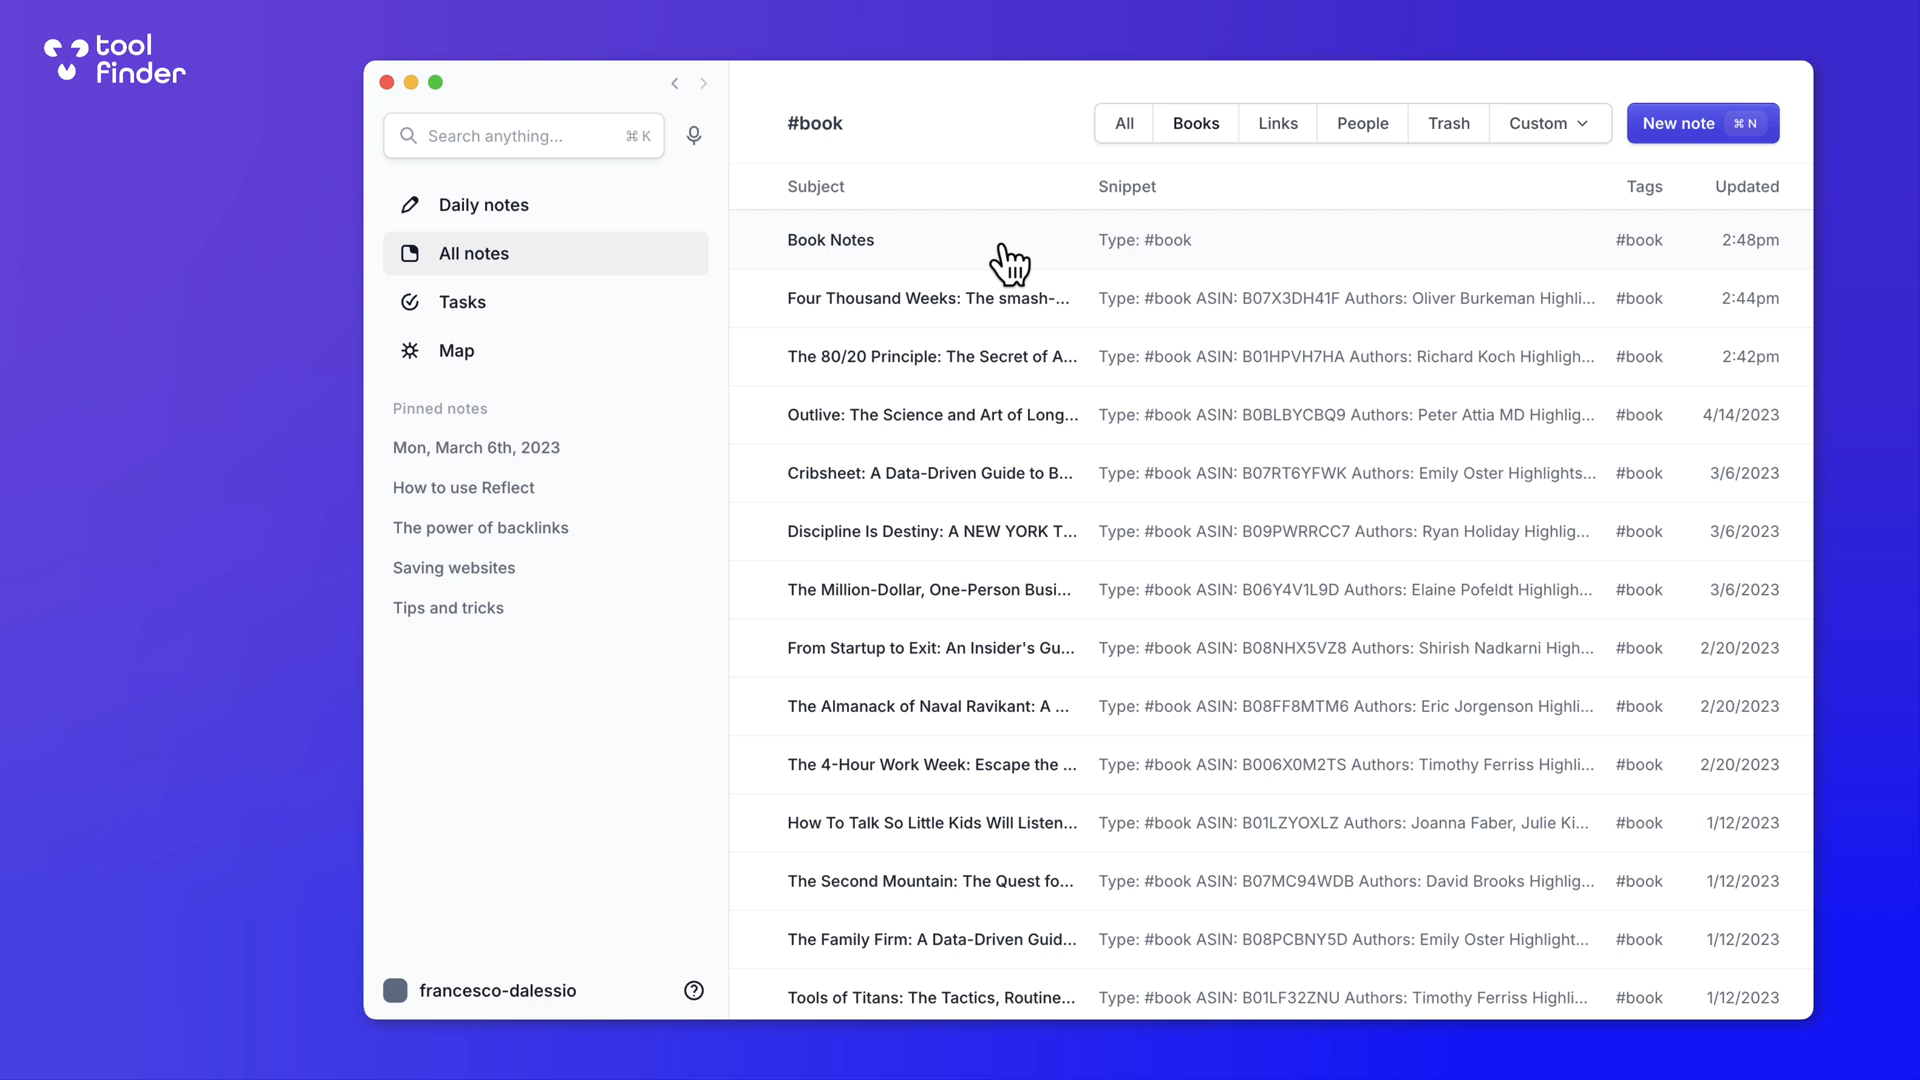 tool
finder
Search anything... ⌘ K
Daily notes
All notes
Tasks
Map
Pinned notes
Mon, March 6th, 2023
How to use Reflect
The power of backlinks
Saving websites
Tips and tricks
francesco-dalessio
#book
All Books Links People Trash Custom
New note ⌘ N
Subject Snippet Tags Updated
Book Notes Type: #book #book 2:48pm
Four Thousand Weeks: The smash-... Type: #book ASIN: B07X3DH41F Authors: Oliver Burkeman Highli... #book 2:44pm
The 80/20 Principle: The Secret of A... Type: #book ASIN: B01HPVH7HA Authors: Richard Koch Highligh... #book 2:42pm
Outlive: The Science and Art of Long... Type: #book ASIN: B0BLBYCBQ9 Authors: Peter Attia MD Highlig... #book 4/14/2023
Cribsheet: A Data-Driven Guide to B... Type: #book ASIN: B07RT6YFWK Authors: Emily Oster Highlights... #book 3/6/2023
Discipline Is Destiny: A NEW YORK T... Type: #book ASIN: B09PWRRCC7 Authors: Ryan Holiday Highlig... #book 3/6/2023
The Million-Dollar, One-Person Busi... Type: #book ASIN: B06Y4V1L9D Authors: Elaine Pofeldt Highligh... #book 3/6/2023
From Startup to Exit: An Insider's Gu... Type: #book ASIN: B08NHX5VZ8 Authors: Shirish Nadkarni High... #book 2/20/2023
The Almanack of Naval Ravikant: A ... Type: #book ASIN: B08FF8MTM6 Authors: Eric Jorgenson Highli... #book 2/20/2023
The 4-Hour Work Week: Escape the ... Type: #book ASIN: B006X0M2TS Authors: Timothy Ferriss Highli... #book 2/20/2023
How To Talk So Little Kids Will Listen... Type: #book ASIN: B01LZYOXLZ Authors: Joanna Faber, Julie Ki... #book 1/12/2023
The Second Mountain: The Quest fo... Type: #book ASIN: B07MC94WDB Authors: David Brooks Highlig... #book 1/12/2023
The Family Firm: A Data-Driven Guid... Type: #book ASIN: B08PCBNY5D Authors: Emily Oster Highlight... #book 1/12/2023
Tools of Titans: The Tactics, Routine... Type: #book ASIN: B01LF32ZNU Authors: Timothy Ferriss Highli... #book 1/12/2023